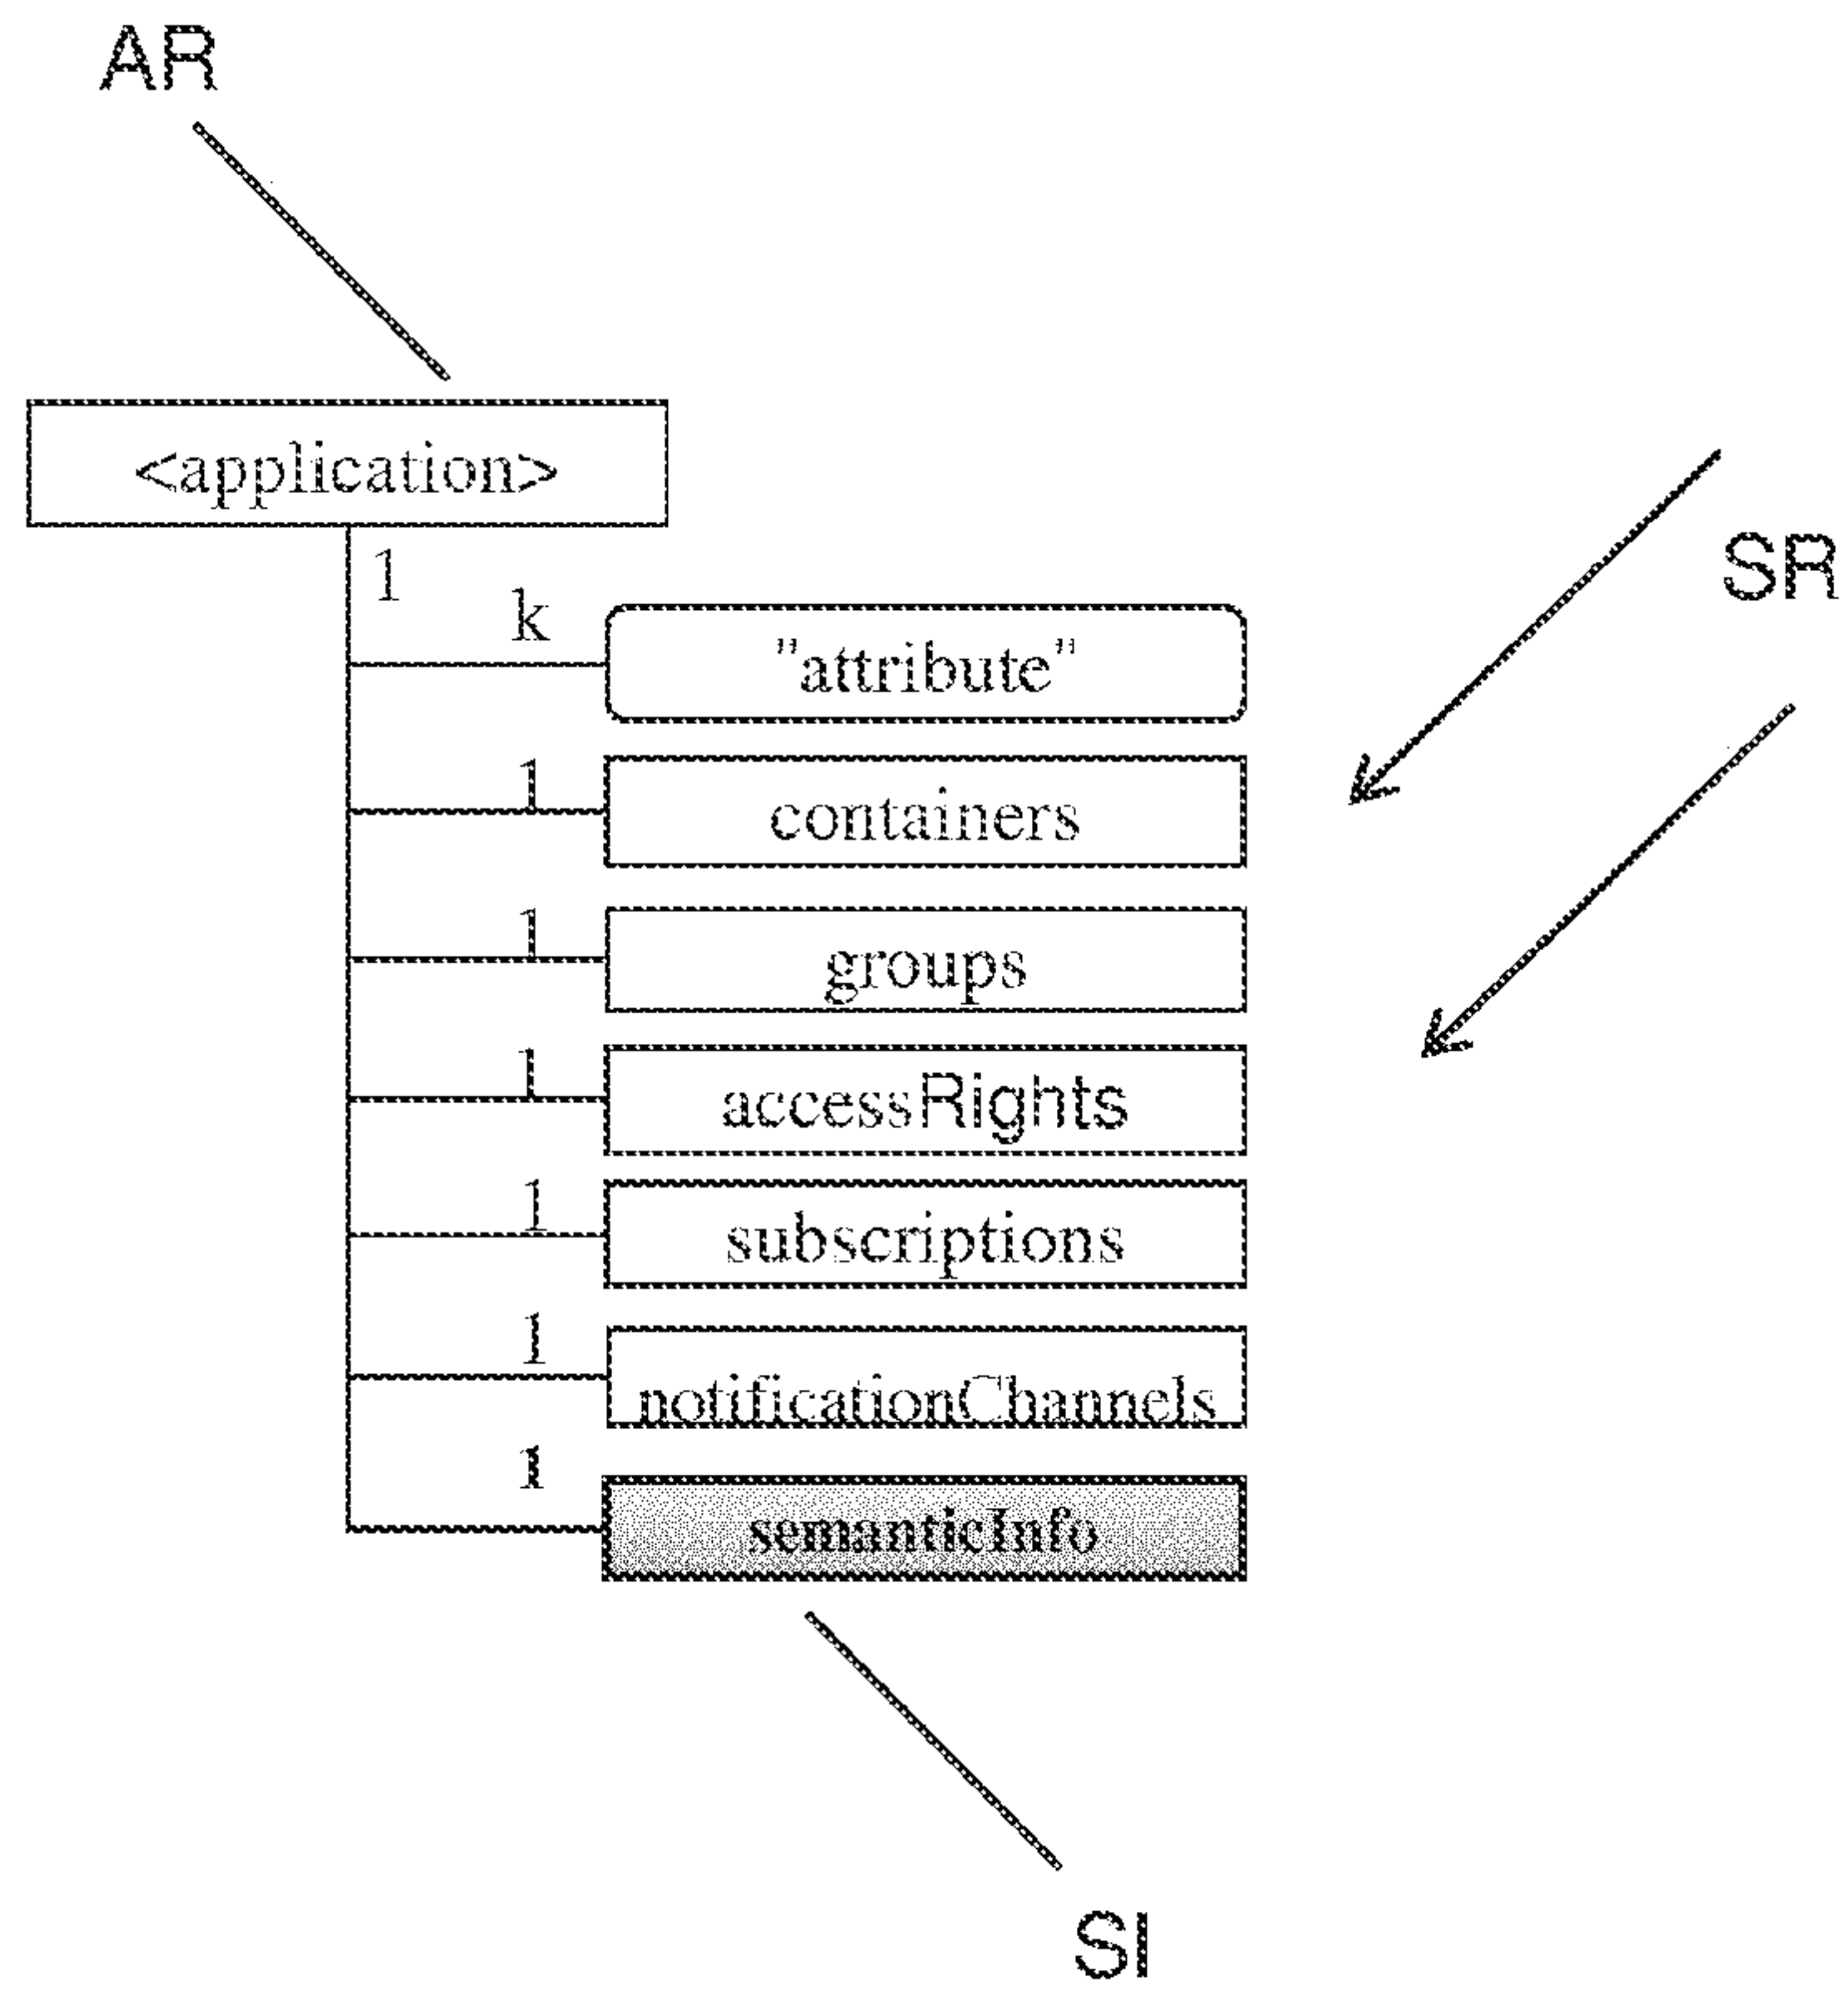 AR
<application>
SR
1
k
"attribute"
1
containers
1
groups
1
accessRights
1
subscriptions
1
notificationChannels
1
semanticInfo
SI